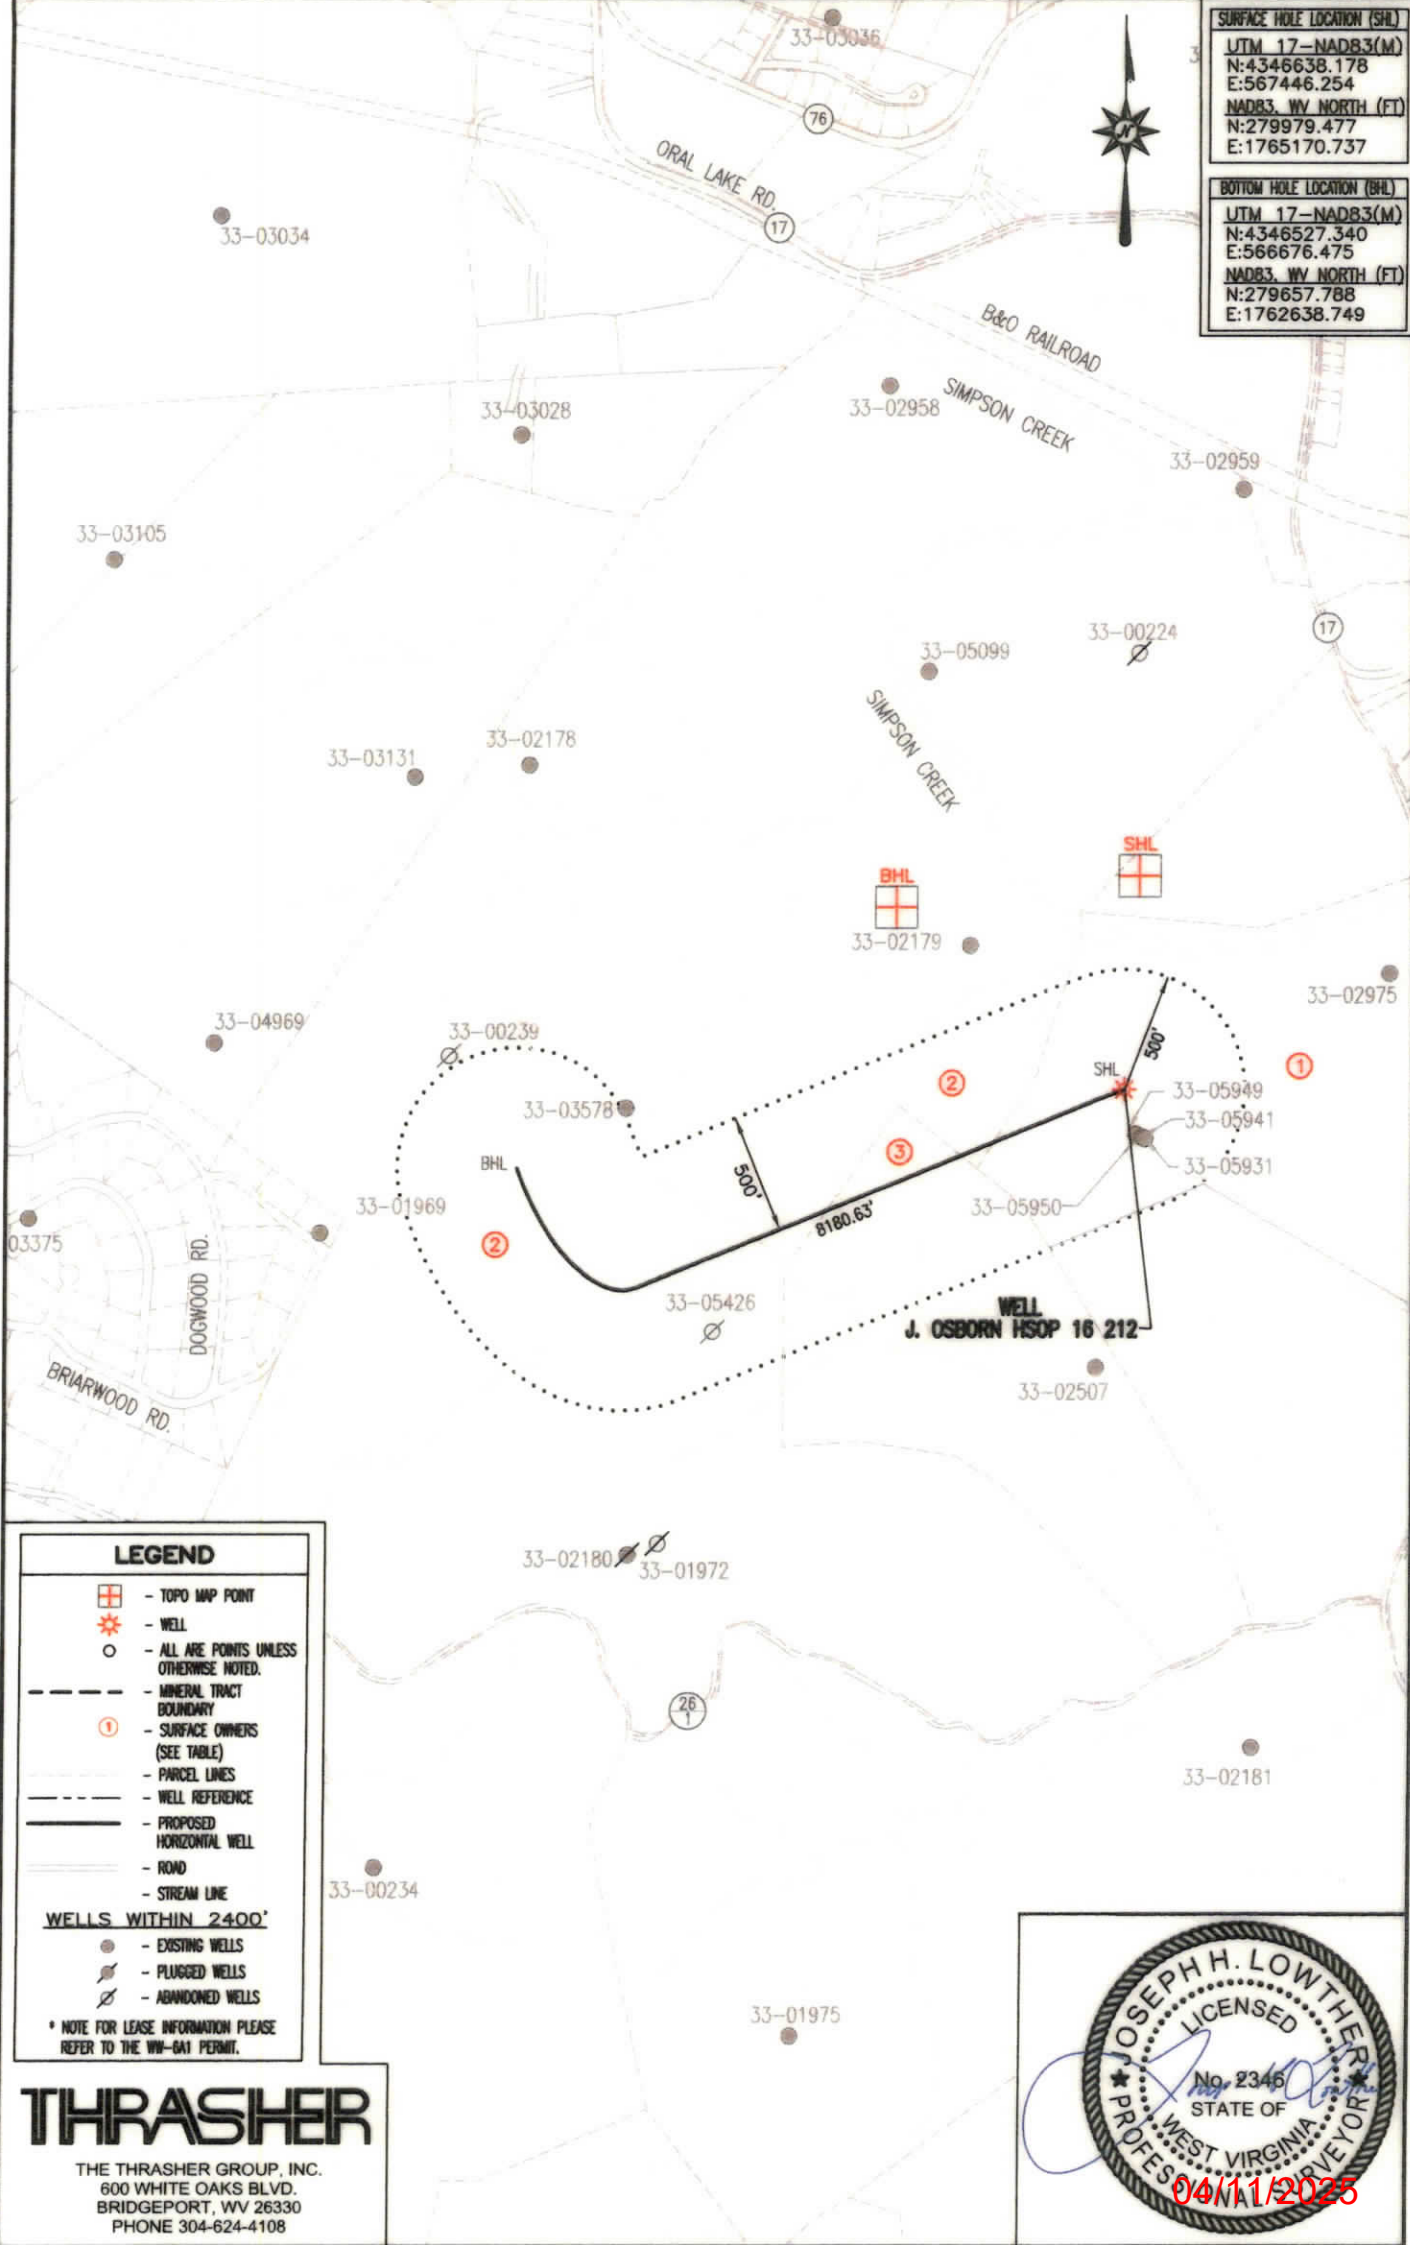 SURFACE HOLE LOCATION (SHL)
UTM 17-NAD83(M)
N:4346638.178
E:567446.254
NAD83, WV NORTH (FT)
N:279979.477
E:1765170.737
BOTTOM HOLE LOCATION (BHL)
UTM 17-NAD83(M)
N:4346527.340
E:566676.475
NAD83, WV NORTH (FT)
N:279657.788
E:1762638.749
33-03036
76
ORAL LAKE RD.
17
N
33-03034
B&O RAILROAD
SIMPSON CREEK
33-03028
33-02958
33-02959
33-03105
17
33-00224
33-05099
SIMPSON CREEK
33-02178
33-03131
SHL
BHL
33-02179
33-02975
33-04969
33-00239
500'
1
2
SHL
33-05949
33-03578
33-05941
3
33-05931
BHL
500'
33-01969
33-05950
8180.63'
03375
2
DOGWOOD RD.
33-05426
WELL
J. OSBORN HSOP 16 212
33-02507
BRIARWOOD RD.
33-02180
33-01972
26
1
33-02181
33-00234
33-01975
LEGEND
- TOPO MAP POINT
- WELL
- ALL ARE POINTS UNLESS
OTHERWISE NOTED.
- MINERAL TRACT
BOUNDARY
1 - SURFACE OWNERS
(SEE TABLE)
- PARCEL LINES
- WELL REFERENCE
- PROPOSED
HORIZONTAL WELL
- ROAD
- STREAM LINE
WELLS WITHIN 2400'
- EXISTING WELLS
- PLUGGED WELLS
- ABANDONED WELLS
* NOTE FOR LEASE INFORMATION PLEASE
REFER TO THE WW-6A1 PERMIT.
THRASHER
THE THRASHER GROUP, INC.
600 WHITE OAKS BLVD.
BRIDGEPORT, WV 26330
PHONE 304-624-4108
JOSEPH H. LOWTHER
LICENSED
No. 2346
STATE OF
WEST VIRGINIA
PROFESSIONAL SURVEYOR
04/11/2025